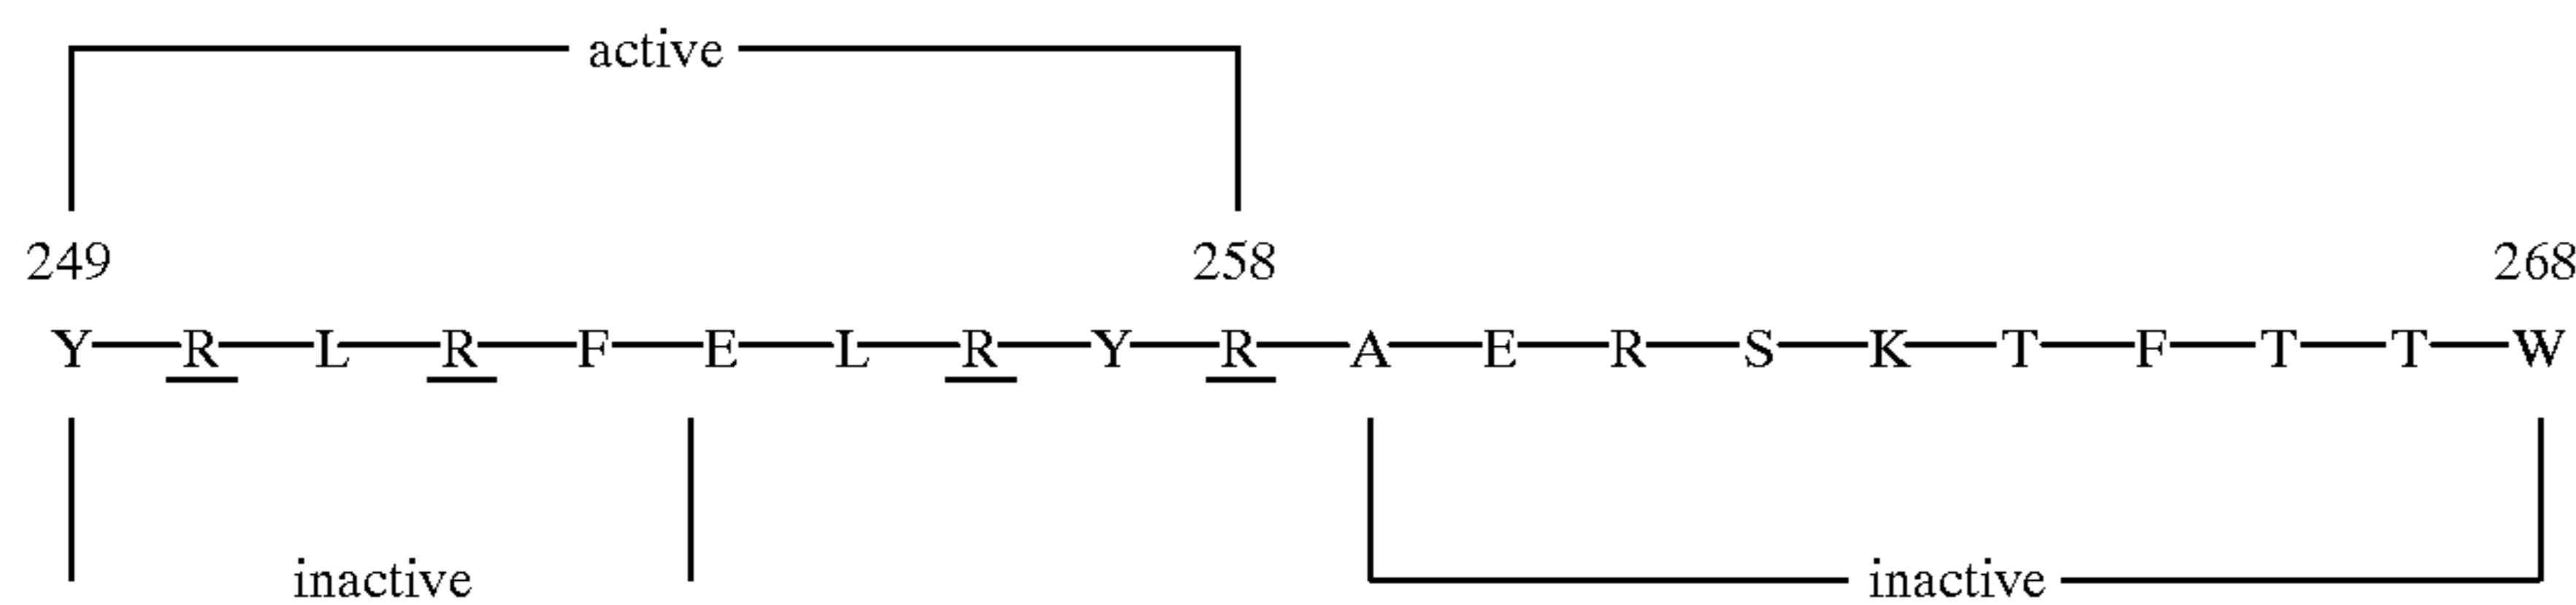 active
249 258 268
Y—R—L—R—F—E—L—R—Y—R—A—E—R—S—K—T—F—T—T—W
inactive inactive